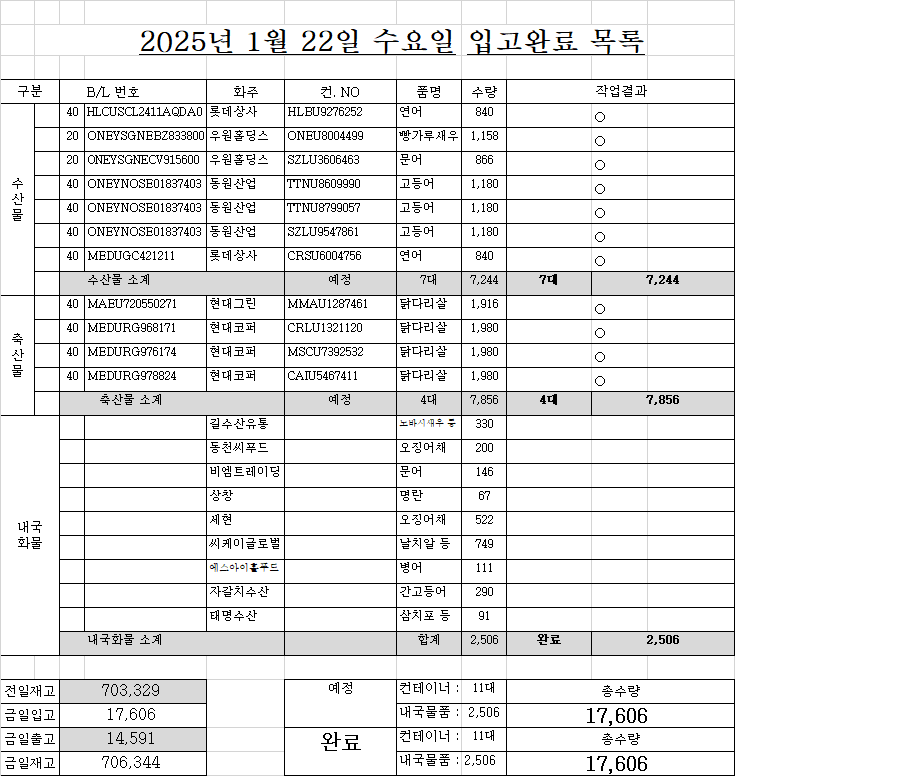 2025년 1월 22일 수요일 입고완료 목록
구분 B/L 번호 화주 컨. NO 품명 수량 작업결과
수산물
40 HLCUSCL2411AQDA0 롯데상사 HLBU9276252 연어 840 ○
20 ONEYSGNEBZ833800 우원홀딩스 ONEU8004499 빵가루새우 1,158 ○
20 ONEYSGNECV915600 우원홀딩스 SZLU3606463 문어 866 ○
40 ONEYNOSE01837403 동원산업 TTNU8609990 고등어 1,180 ○
40 ONEYNOSE01837403 동원산업 TTNU8799057 고등어 1,180 ○
40 ONEYNOSE01837403 동원산업 SZLU9547861 고등어 1,180 ○
40 MEDUGC421211 롯데상사 CRSU6004756 연어 840 ○
수산물 소계 예정 7대 7,244 7대 7,244
축산물
40 MAEU720550271 현대그린 MMAU1287461 닭다리살 1,916 ○
40 MEDURG968171 현대코퍼 CRLU1321120 닭다리살 1,980 ○
40 MEDURG976174 현대코퍼 MSCU7392532 닭다리살 1,980 ○
40 MEDURG978824 현대코퍼 CAIU5467411 닭다리살 1,980 ○
축산물 소계 예정 4대 7,856 4대 7,856
내국
화물
길수산유통 노바시새우 등 330
동천씨푸드 오징어채 200
비엠트레이딩 문어 146
상창 명란 67
세현 오징어채 522
씨케이글로벌 날치알 등 749
에스아이홀푸드 병어 111
자갈치수산 간고등어 290
태명수산 삼치포 등 91
내국화물 소계 합계 2,506 완료 2,506
전일재고 703,329 예정 컨테이너 : 11대 총수량
금일입고 17,606 내국물품 : 2,506 17,606
금일출고 14,591 완료 컨테이너 : 11대 총수량
금일재고 706,344 내국물품 : 2,506 17,606